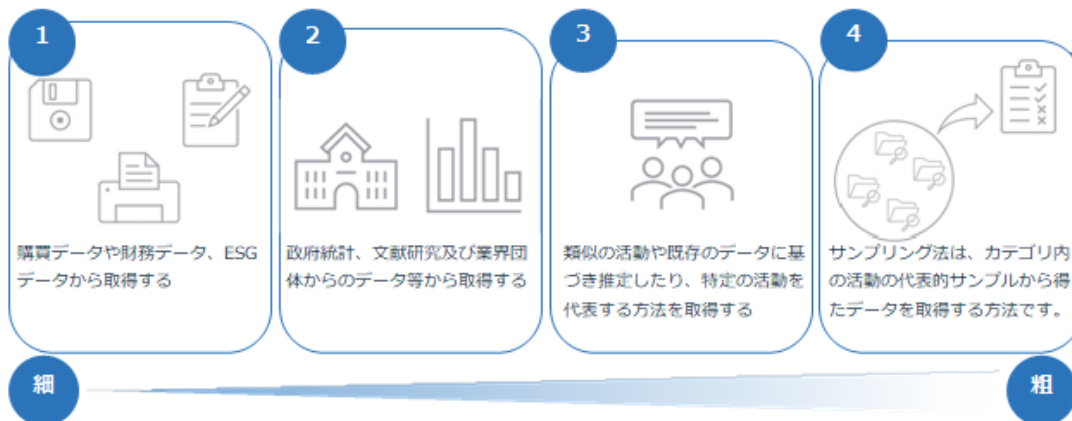 1
2
3
4
購買データや財務データ、ESG
データから取得する
政府統計、文献研究及び業界団
体からのデータ等から取得する
類似の活動や既存のデータに基
づき推定したり、特定の活動を
代表する方法を取得する
サンプリング法は、カテゴリ内
の活動の代表的サンプルから得
たデータを取得する方法です。
細
粗